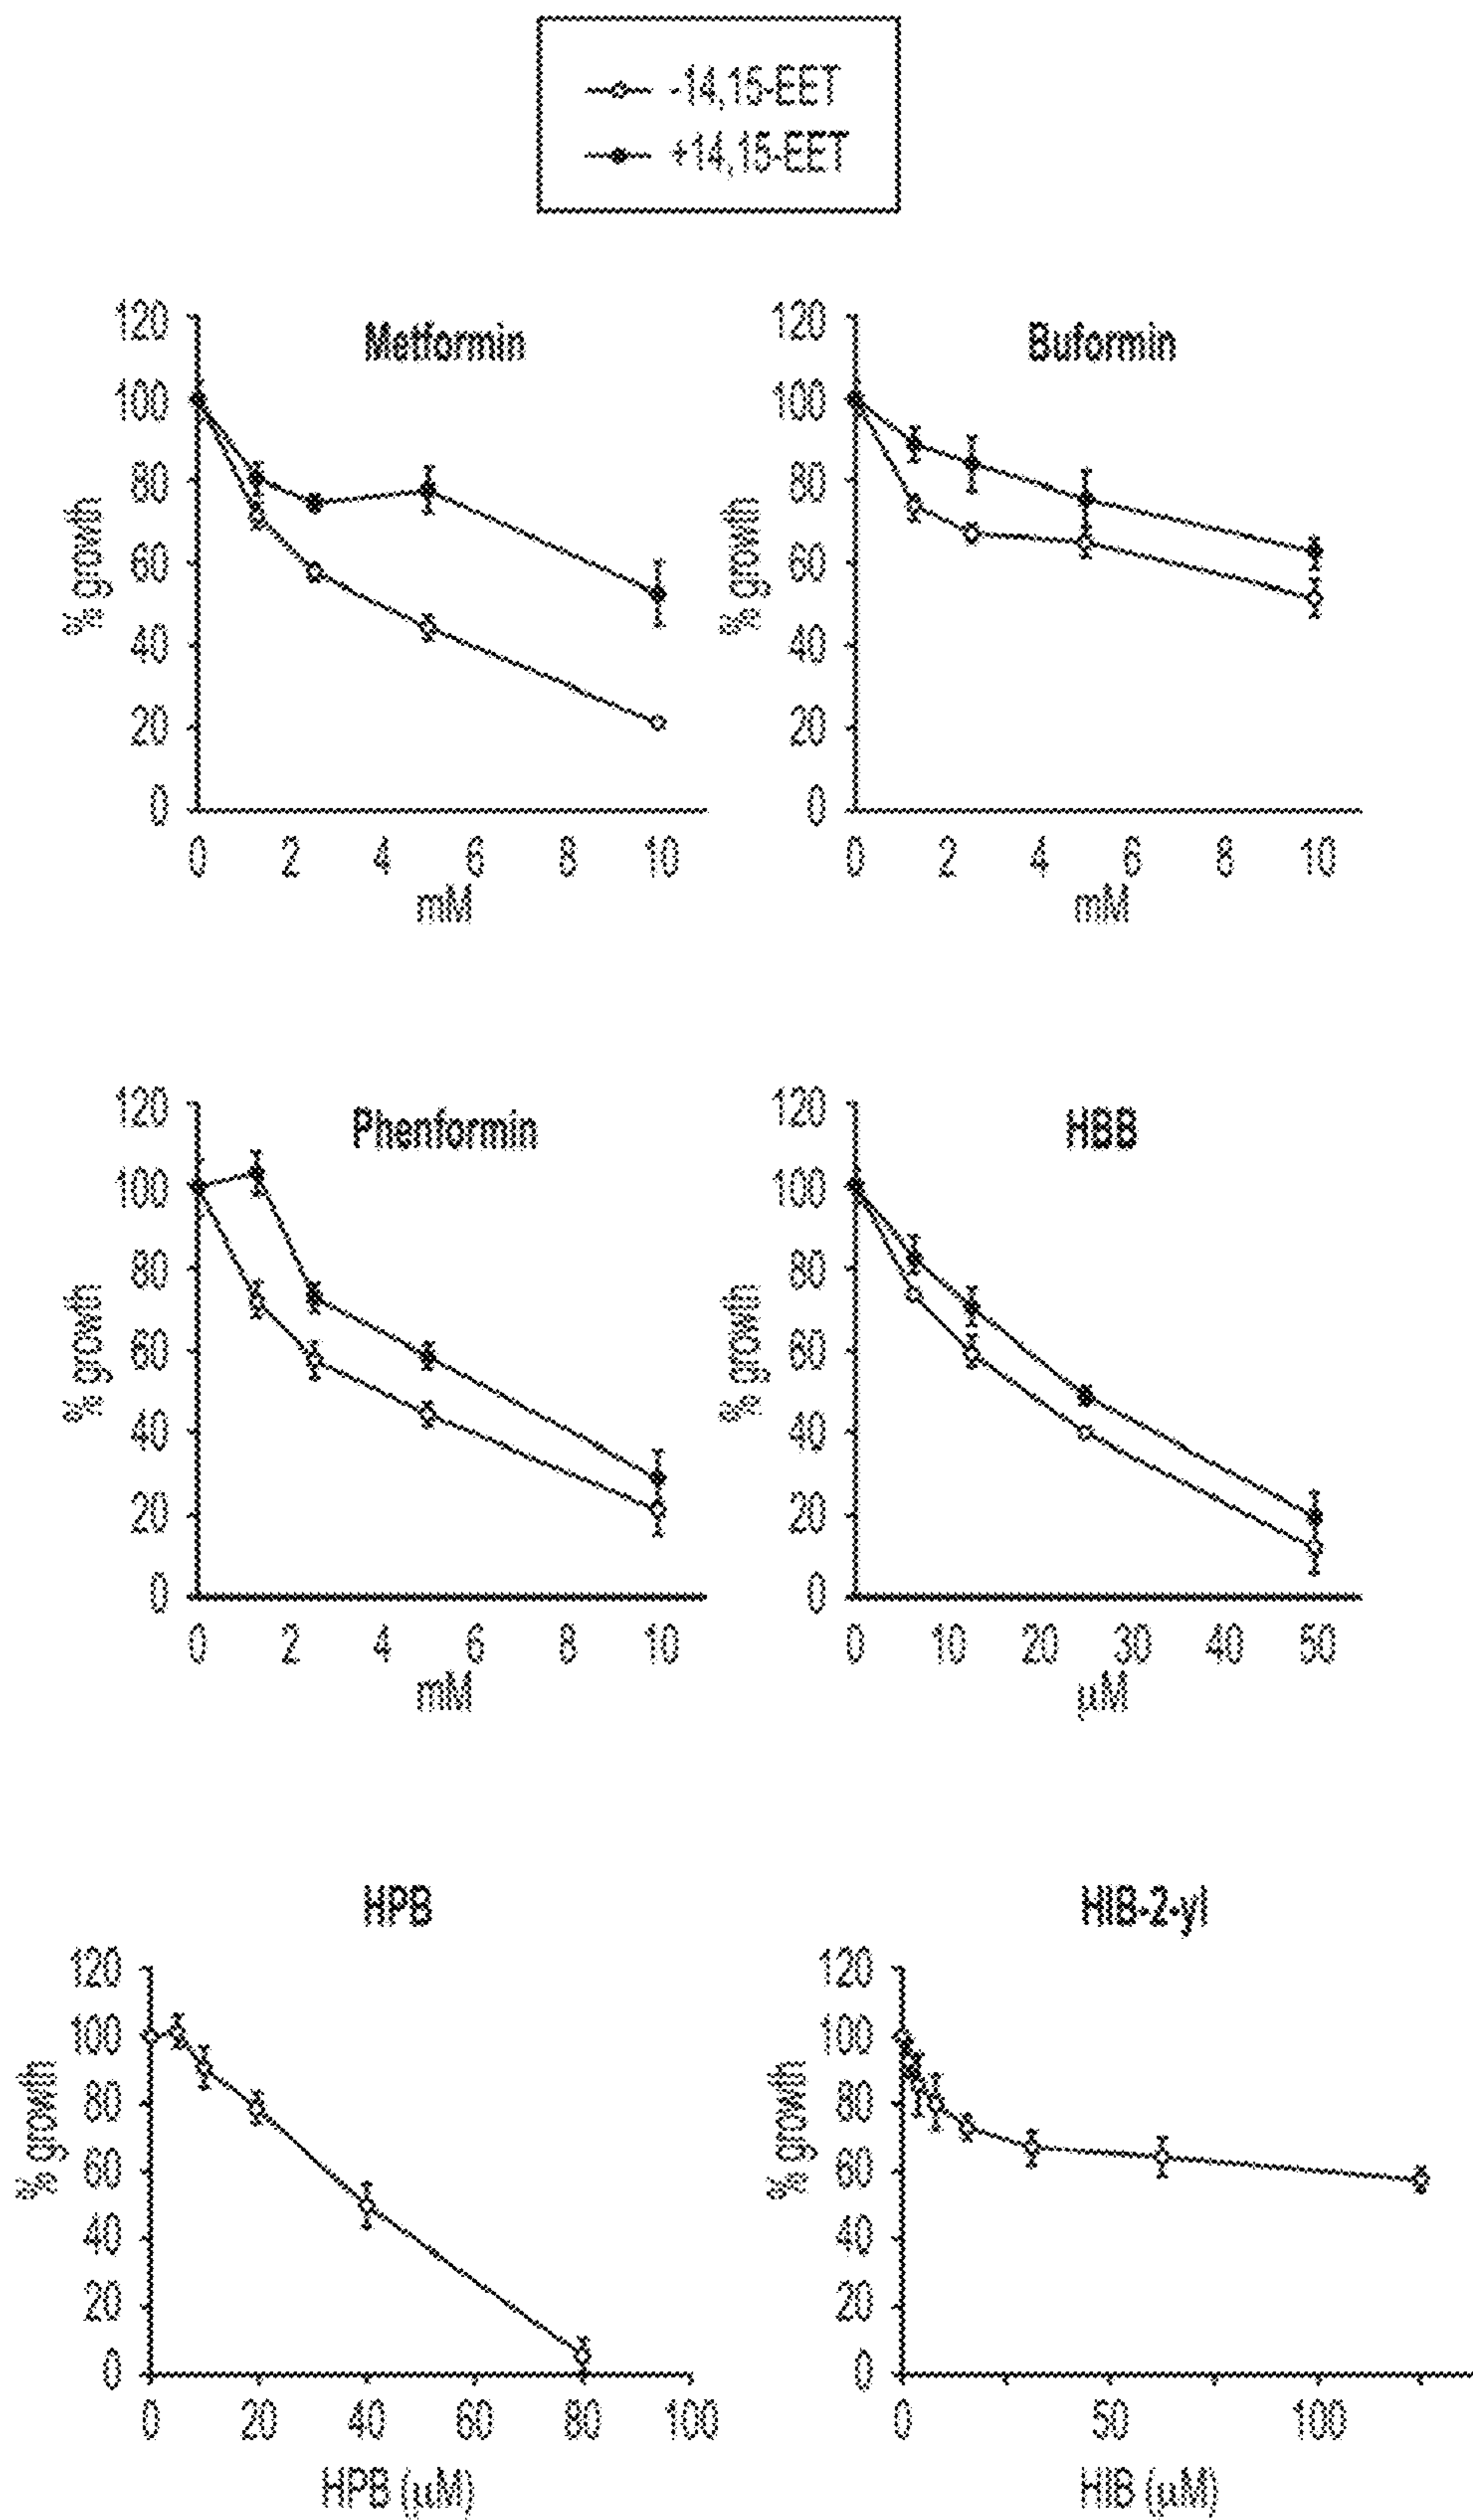 -14,15-EET
+14,15-EET
Metformin
120
100
80
60
40
20
0
% growth
0 2 4 6 8 10
mM
Buformin
120
100
80
60
40
20
0
% growth
0 2 4 6 8 10
mM
Phenformin
120
100
80
60
40
20
0
% growth
0 2 4 6 8 10
mM
HBB
120
100
80
60
40
20
0
% growth
0 10 20 30 40 50
µM
HPB
120
100
80
60
40
20
0
% growth
0 20 40 60 80 100
HPB (µM)
HIB-2-yl
120
100
80
60
40
20
0
% growth
0 50 100
HIB (µM)